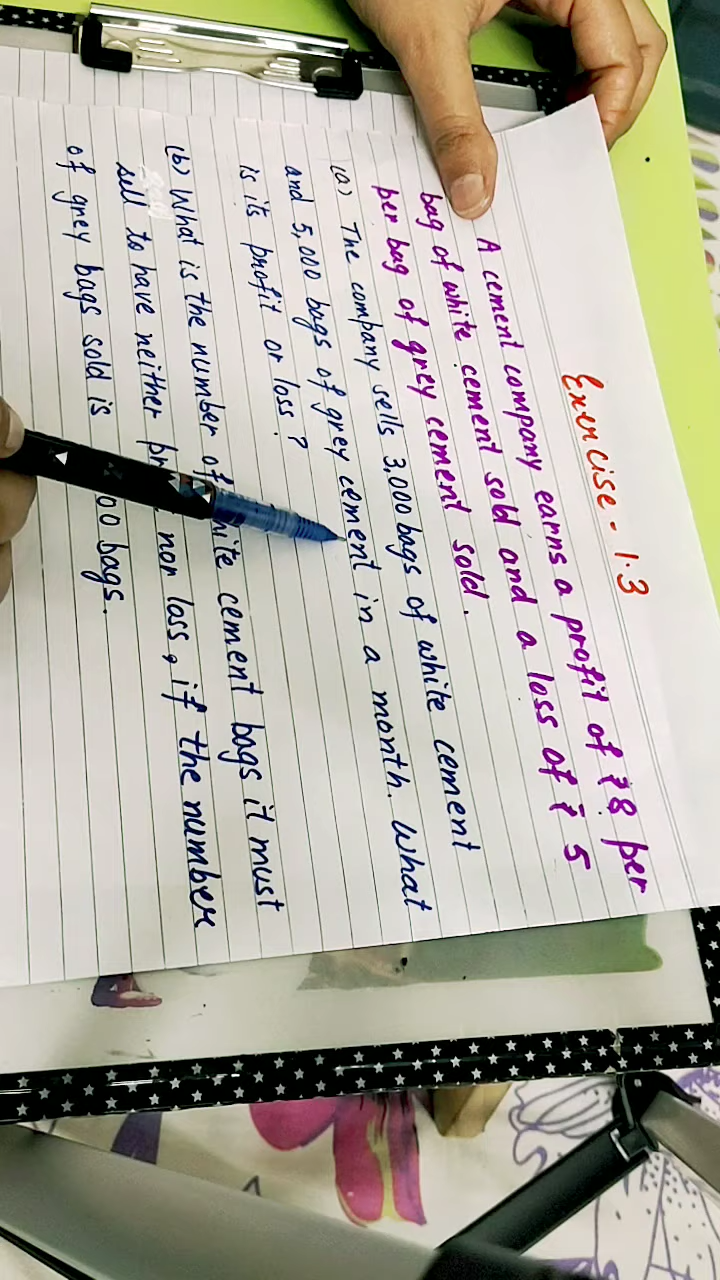 Exercise - 1.3
A cement company earns a profit of ₹8 per
bag of white cement sold and a loss of ₹ 5
per bag of grey cement sold.
(a) The company sells 3,000 bags of white cement
and 5,000 bags of grey cement in a month. What
is its profit or loss?
(b) What is the number of cement bags it must
sell to have neither nor loss, if the number
of grey bags sold is bags.